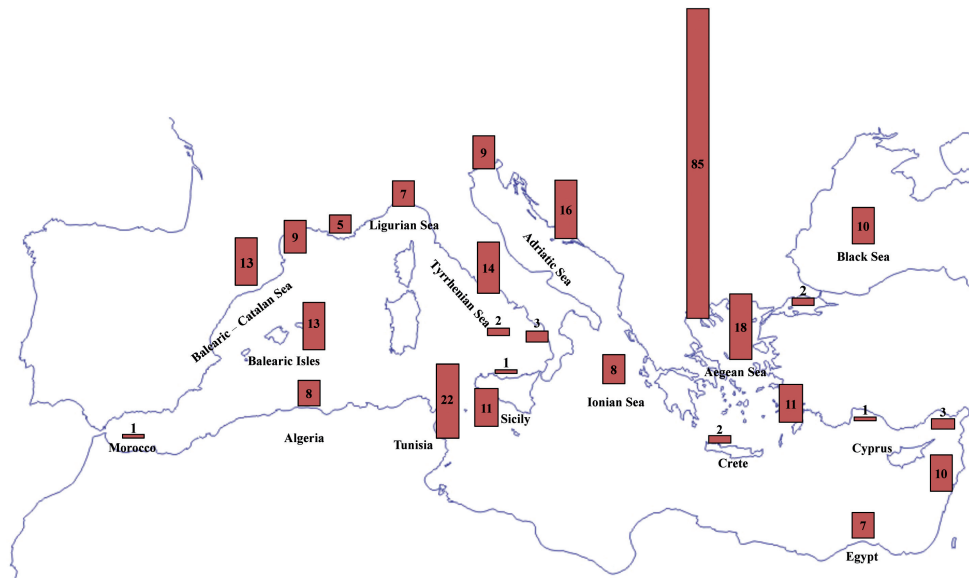 85
9
7
16
5
Ligurian Sea
9
10
13
Adriatic Sea
Black Sea
14
Tyrrhenian Sea
2
18
Balearic – Catalan Sea
13
2
3
Balearic Isles
1
8
Aegean Sea
8
22
11
Ionian Sea
11
1
3
Sicily
1
Algeria
Tunisia
2
Morocco
Cyprus
Crete
10
7
Egypt